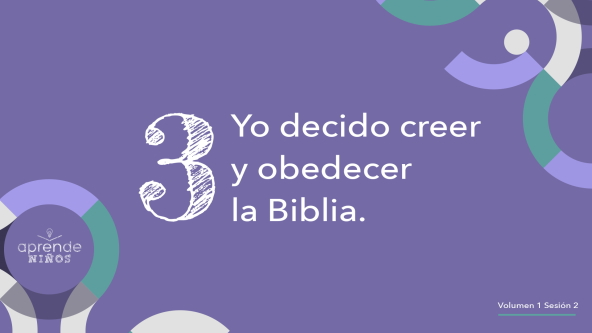 3
Yo decido creer
y obedecer
la Biblia.
aprende
NIÑOS
Volumen 1 Sesión 2